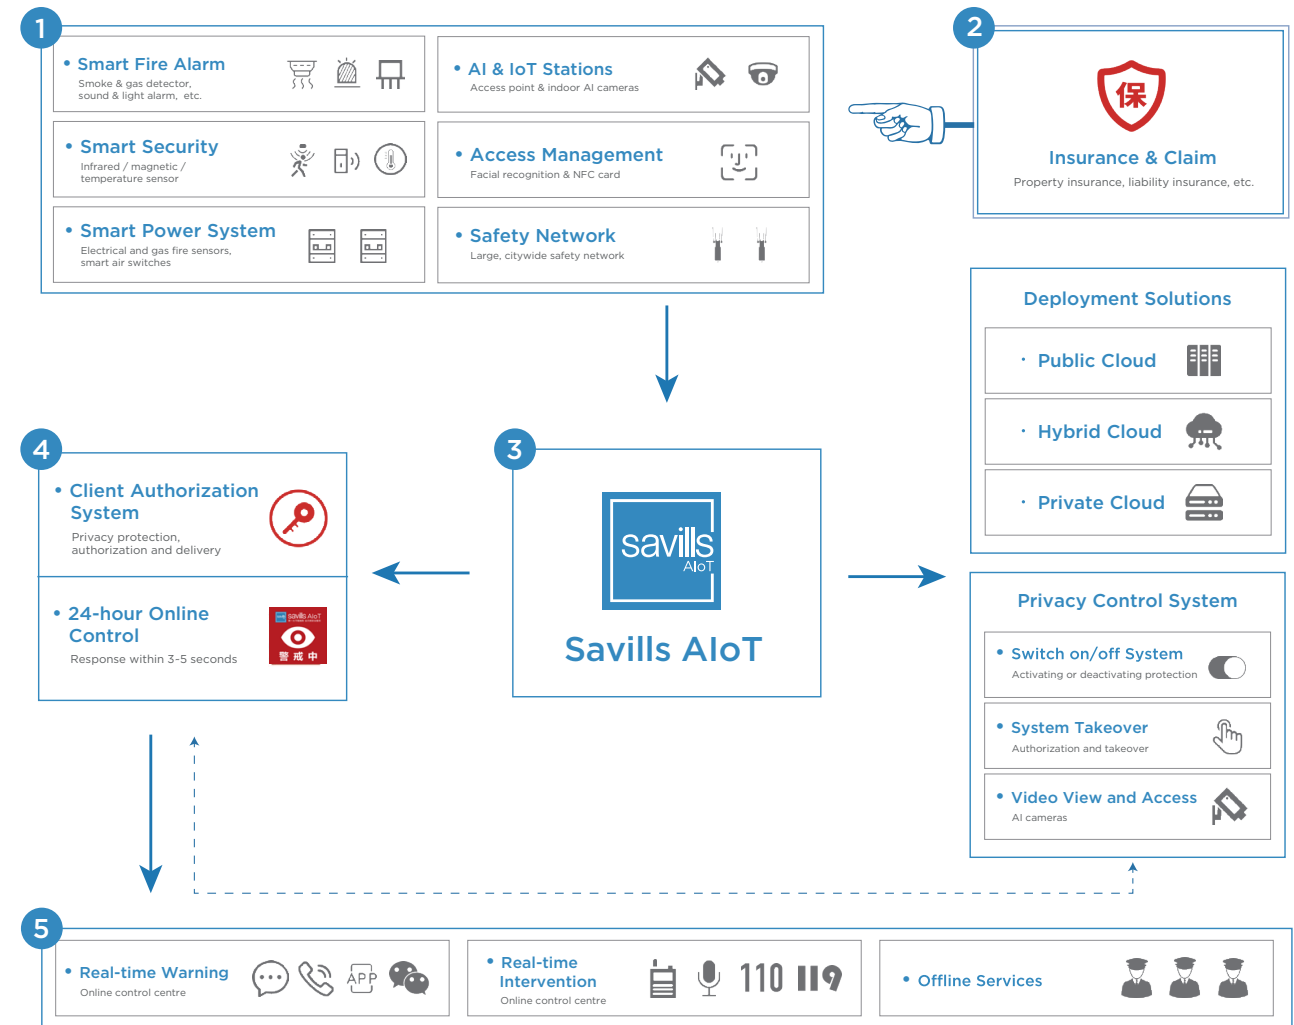 1
• Smart Fire Alarm
Smoke & gas detector,
sound & light alarm, etc.
• Smart Security
Infrared / magnetic /
temperature sensor
• Smart Power System
Electrical and gas fire sensors,
smart air switches
• AI & IoT Stations
Access point & indoor AI cameras
• Access Management
Facial recognition & NFC card
• Safety Network
Large, citywide safety network
2
保
Insurance & Claim
Property insurance, liability insurance, etc.
Deployment Solutions
· Public Cloud
· Hybrid Cloud
· Private Cloud
4
• Client Authorization
System
Privacy protection,
authorization and delivery
• 24-hour Online
Control
Response within 3-5 seconds
savills AIoT
警戒中
3
savills
AIoT
Savills AIoT
Privacy Control System
• Switch on/off System
Activating or deactivating protection
• System Takeover
Authorization and takeover
• Video View and Access
AI cameras
5
• Real-time Warning
Online control centre
APP
• Real-time
Intervention
Online control centre
110 119
• Offline Services